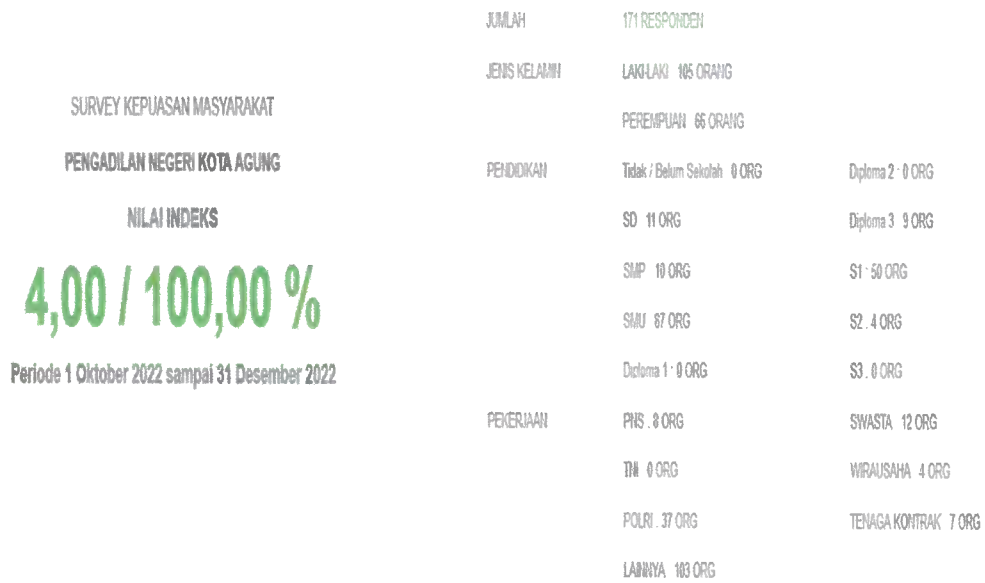 SURVEY KEPUASAN MASYARAKAT
PENGADILAN NEGERI KOTA AGUNG
NILAI INDEKS
4,00 / 100,00 %
Periode 1 Oktober 2022 sampai 31 Desember 2022
JUMLAH 171 RESPONDEN
JENIS KELAMIN LAKI-LAKI 105 ORANG
PEREMPUAN 66 ORANG
PENDIDIKAN Tidak / Belum Sekolah 0 ORG Diploma 2 : 0 ORG
SD 11 ORG Diploma 3 9 ORG
SMP 10 ORG S1 : 50 ORG
SMU 87 ORG S2 . 4 ORG
Diploma 1 : 0 ORG S3 . 0 ORG
PEKERJAAN PNS . 8 ORG SWASTA 12 ORG
TNI 0 ORG WIRAUSAHA 4 ORG
POLRI . 37 ORG TENAGA KONTRAK 7 ORG
LAINNYA 103 ORG